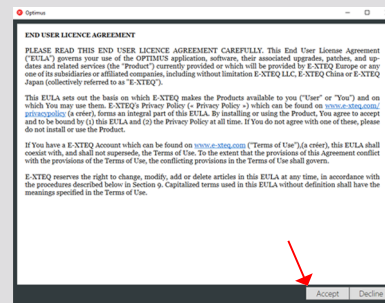 Optimus
END USER LICENCE AGREEMENT
PLEASE READ THIS END USER LICENCE AGREEMENT CAREFULLY. This End User License Agreement
("EULA") governs your use of the OPTIMUS application, software, their associated upgrades, patches, and up-
dates and related services (the "Product") currently provided or which will be provided by E-XTEQ Europe or any
one of its subsidiaries or affiliated companies, including without limitation E-XTEQ LLC, E-XTEQ China or E-XTEQ
Japan (collectively referred to as "E-XTEQ").
This EULA sets out the basis on which E-XTEQ makes the Products available to you ("User" or "You") and on
which You may use them. E-XTEQ's Privacy Policy (« Privacy Policy ») which can be found on www.e-xteq.com/
privacypolicy (a créer), forms an integral part of this EULA. By installing or using the Product, You agree to accept
and to be bound by (1) this EULA and (2) the Privacy Policy at all time. If You do not agree with one of these, please
do not install or use the Product.
If You have a E-XTEQ Account which can be found on www.e-xteq.com ("Terms of Use"),(a créer), this EULA shall
coexist with, and shall not supersede, the Terms of Use. To the extent that the provisions of this Agreement conflict
with the provisions of the Terms of Use, the conflicting provisions in the Terms of Use shall govern.
E-XTEQ reserves the right to change, modify, add or delete articles in this EULA at any time, in accordance with
the procedures described below in Section 9. Capitalized terms used in this EULA without definition shall have the
meanings specified in the Terms of Use.
Accept Decline